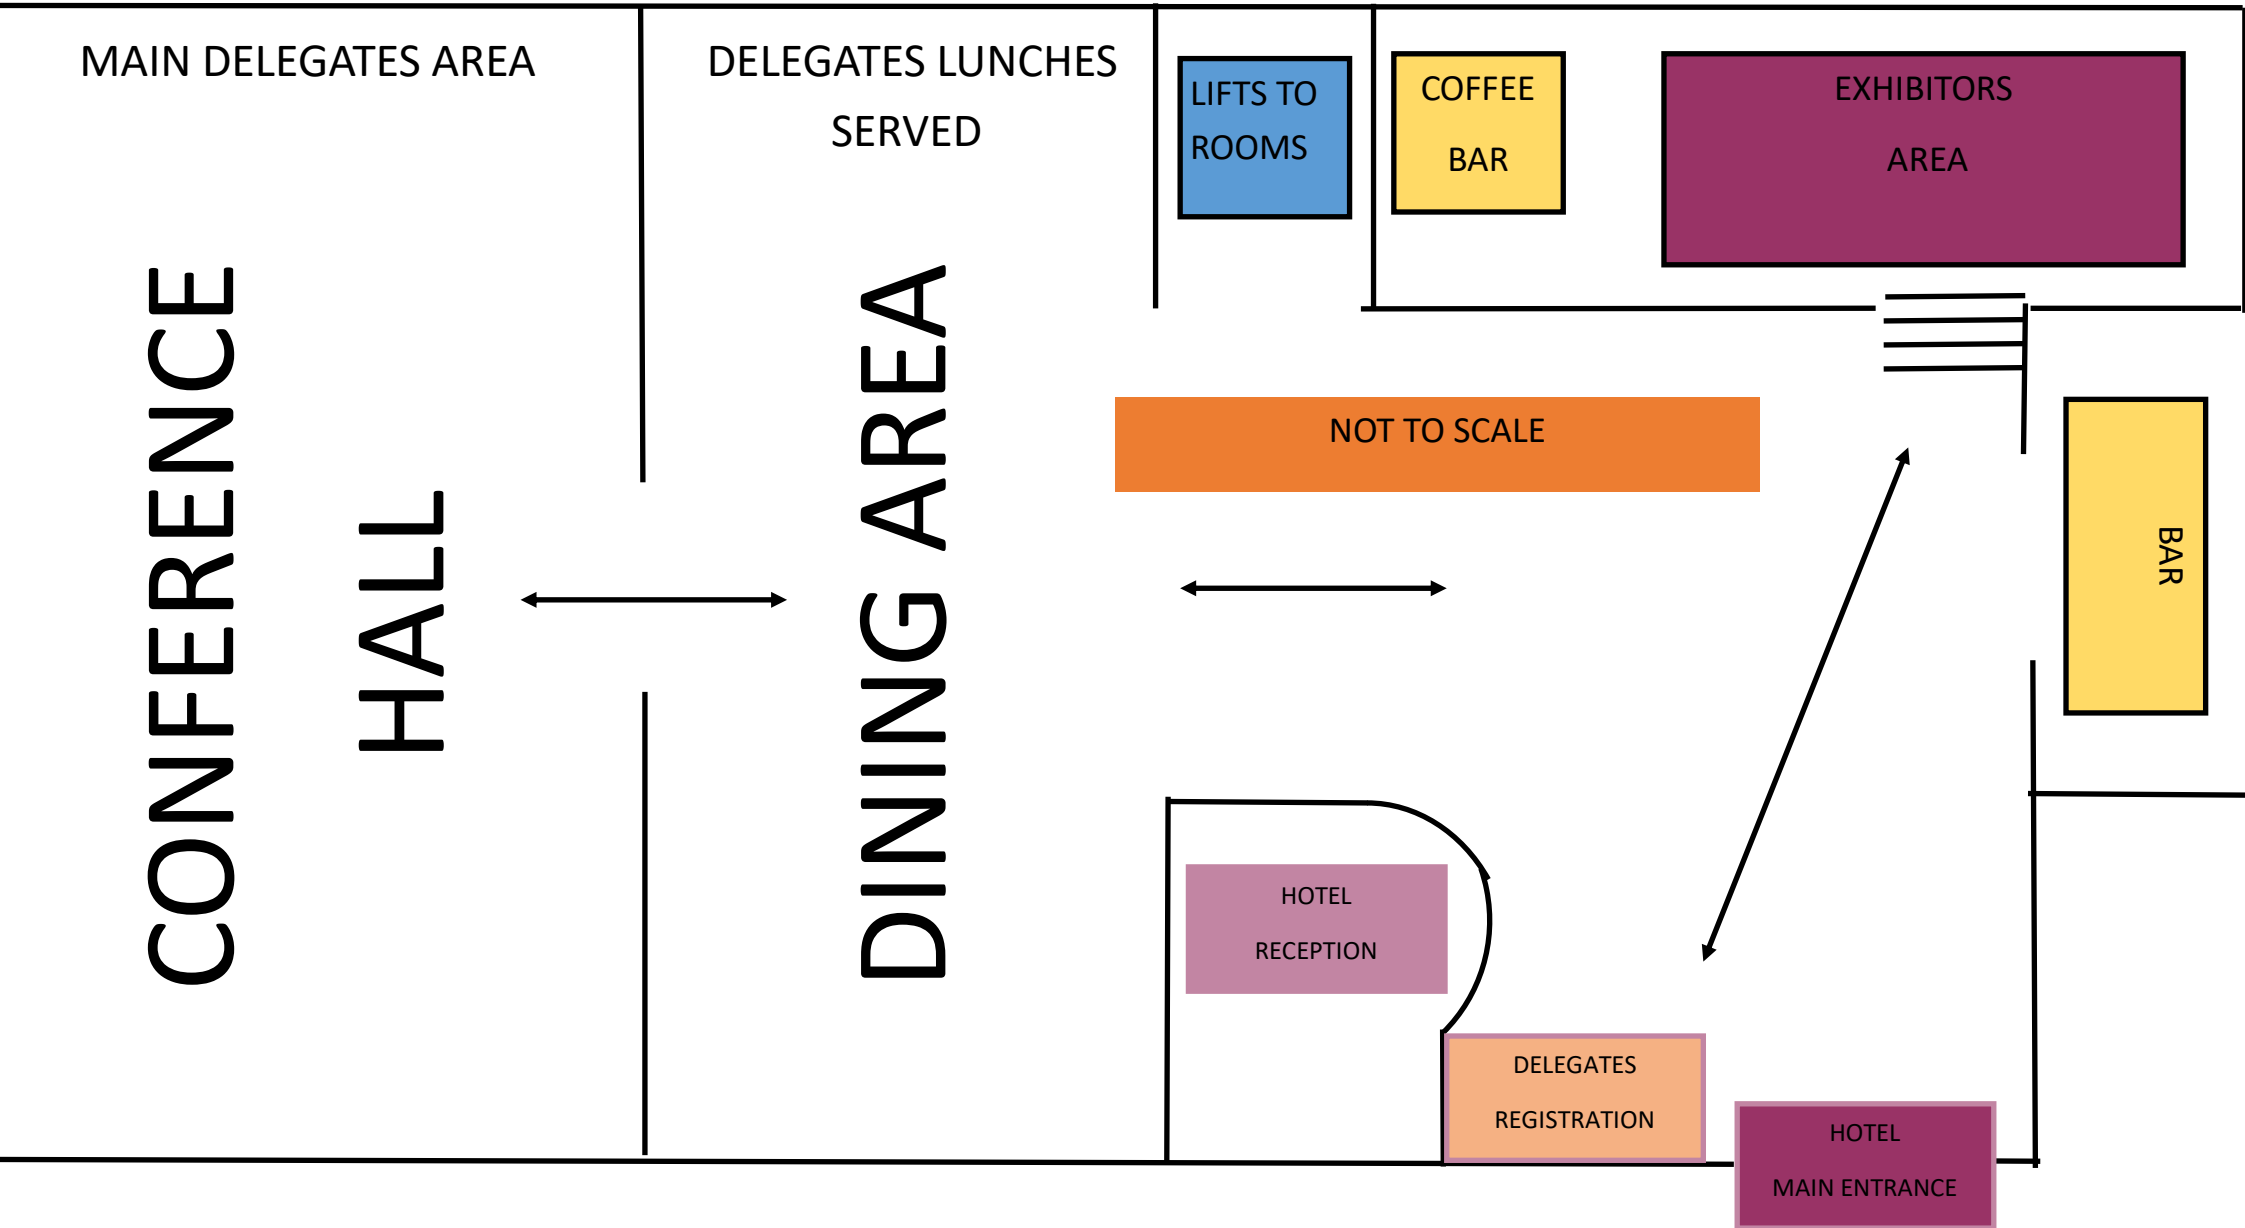 MAIN DELEGATES AREA
DELEGATES LUNCHES
SERVED
LIFTS TO
ROOMS
COFFEE
BAR
EXHIBITORS
AREA
CONFERENCE
HALL
DINING AREA
NOT TO SCALE
BAR
HOTEL
RECEPTION
DELEGATES
REGISTRATION
HOTEL
MAIN ENTRANCE